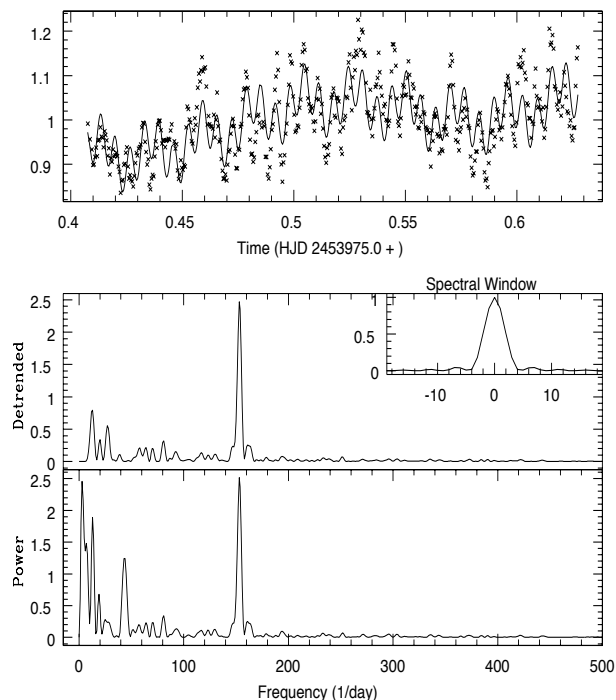 1.2
1.1
1
0.9
0.4 0.45 0.5 0.55 0.6
Time (HJD 2453975.0 + )
Spectral Window
2.5
2
1.5
1
0.5
0
Detrended
1
0.5
0
-10 0 10
2.5
2
1.5
1
0.5
0
Power
0 100 200 300 400 500
Frequency (1/day)